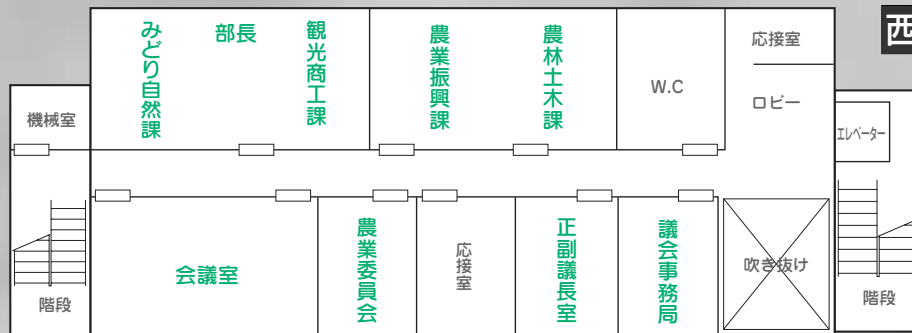 みどり自然課
部長
観光商工課
農業振興課
農林土木課
W.C
応接室
ロビー
西
機械室
エレベーター
会議室
農業委員会
応接室
正副議長室
議会事務局
吹き抜け
階段
階段